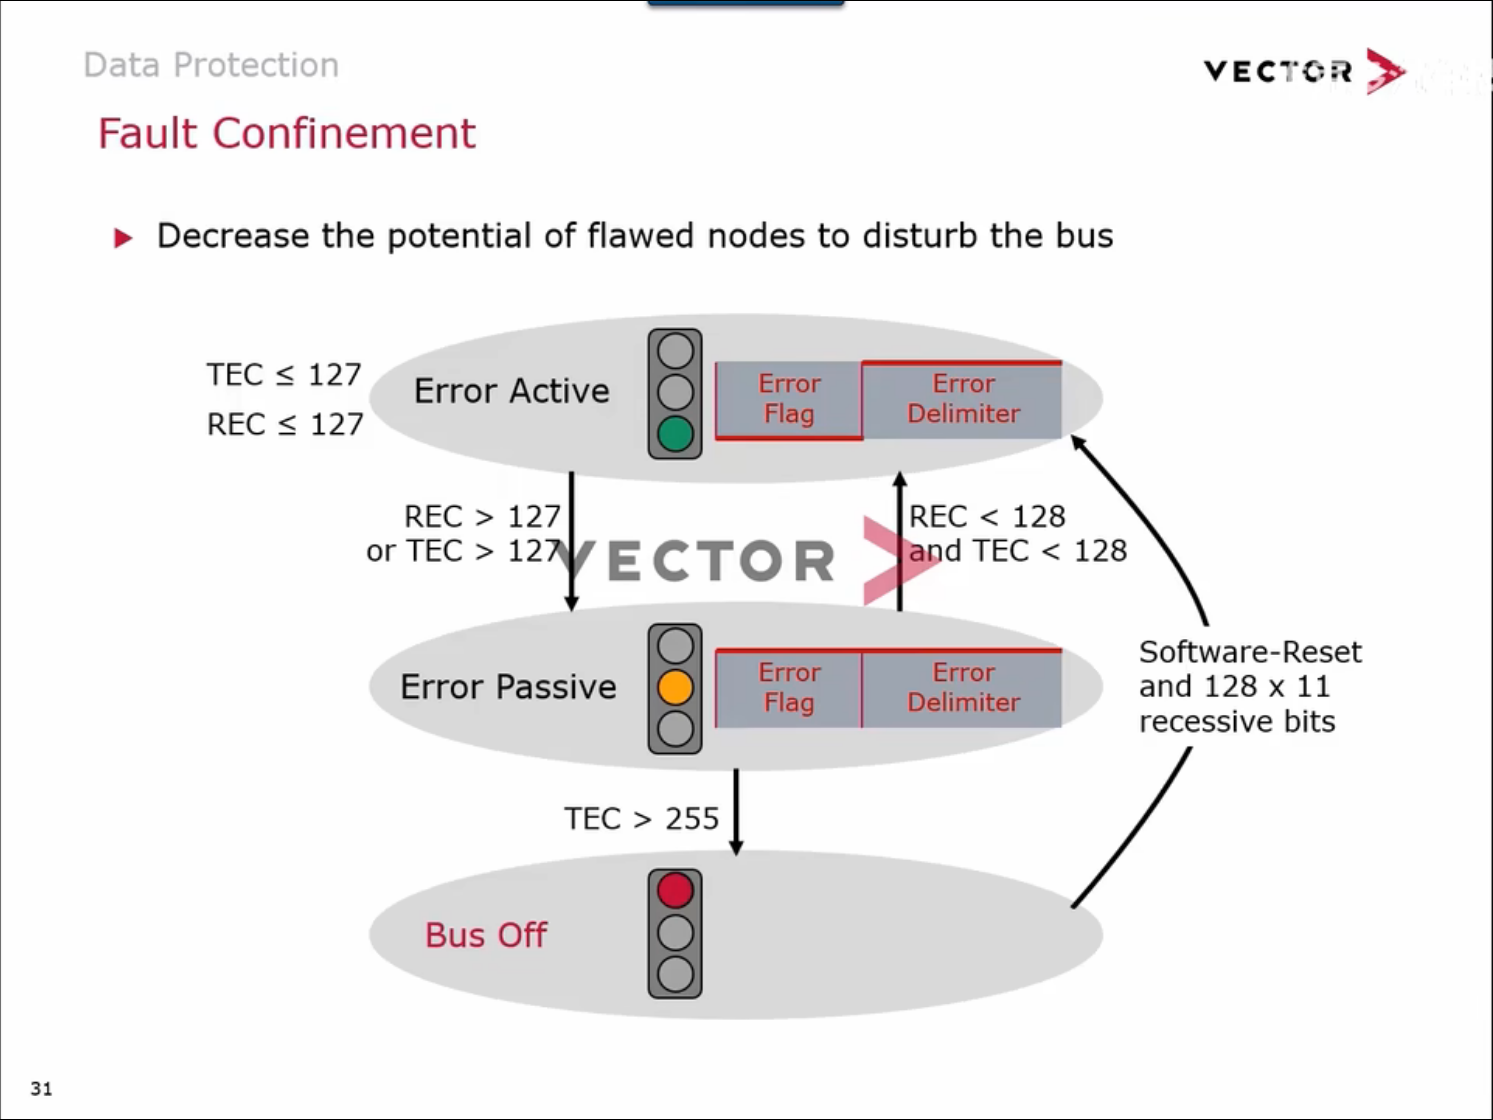 Data Protection
VECTOR
Fault Confinement
Decrease the potential of flawed nodes to disturb the bus
TEC ≤ 127
REC ≤ 127
Error Active
Error
Flag
Error
Delimiter
REC > 127
or TEC > 127
VECTOR
REC < 128
and TEC < 128
Error Passive
Error
Flag
Error
Delimiter
Software-Reset
and 128 x 11
recessive bits
TEC > 255
Bus Off
31